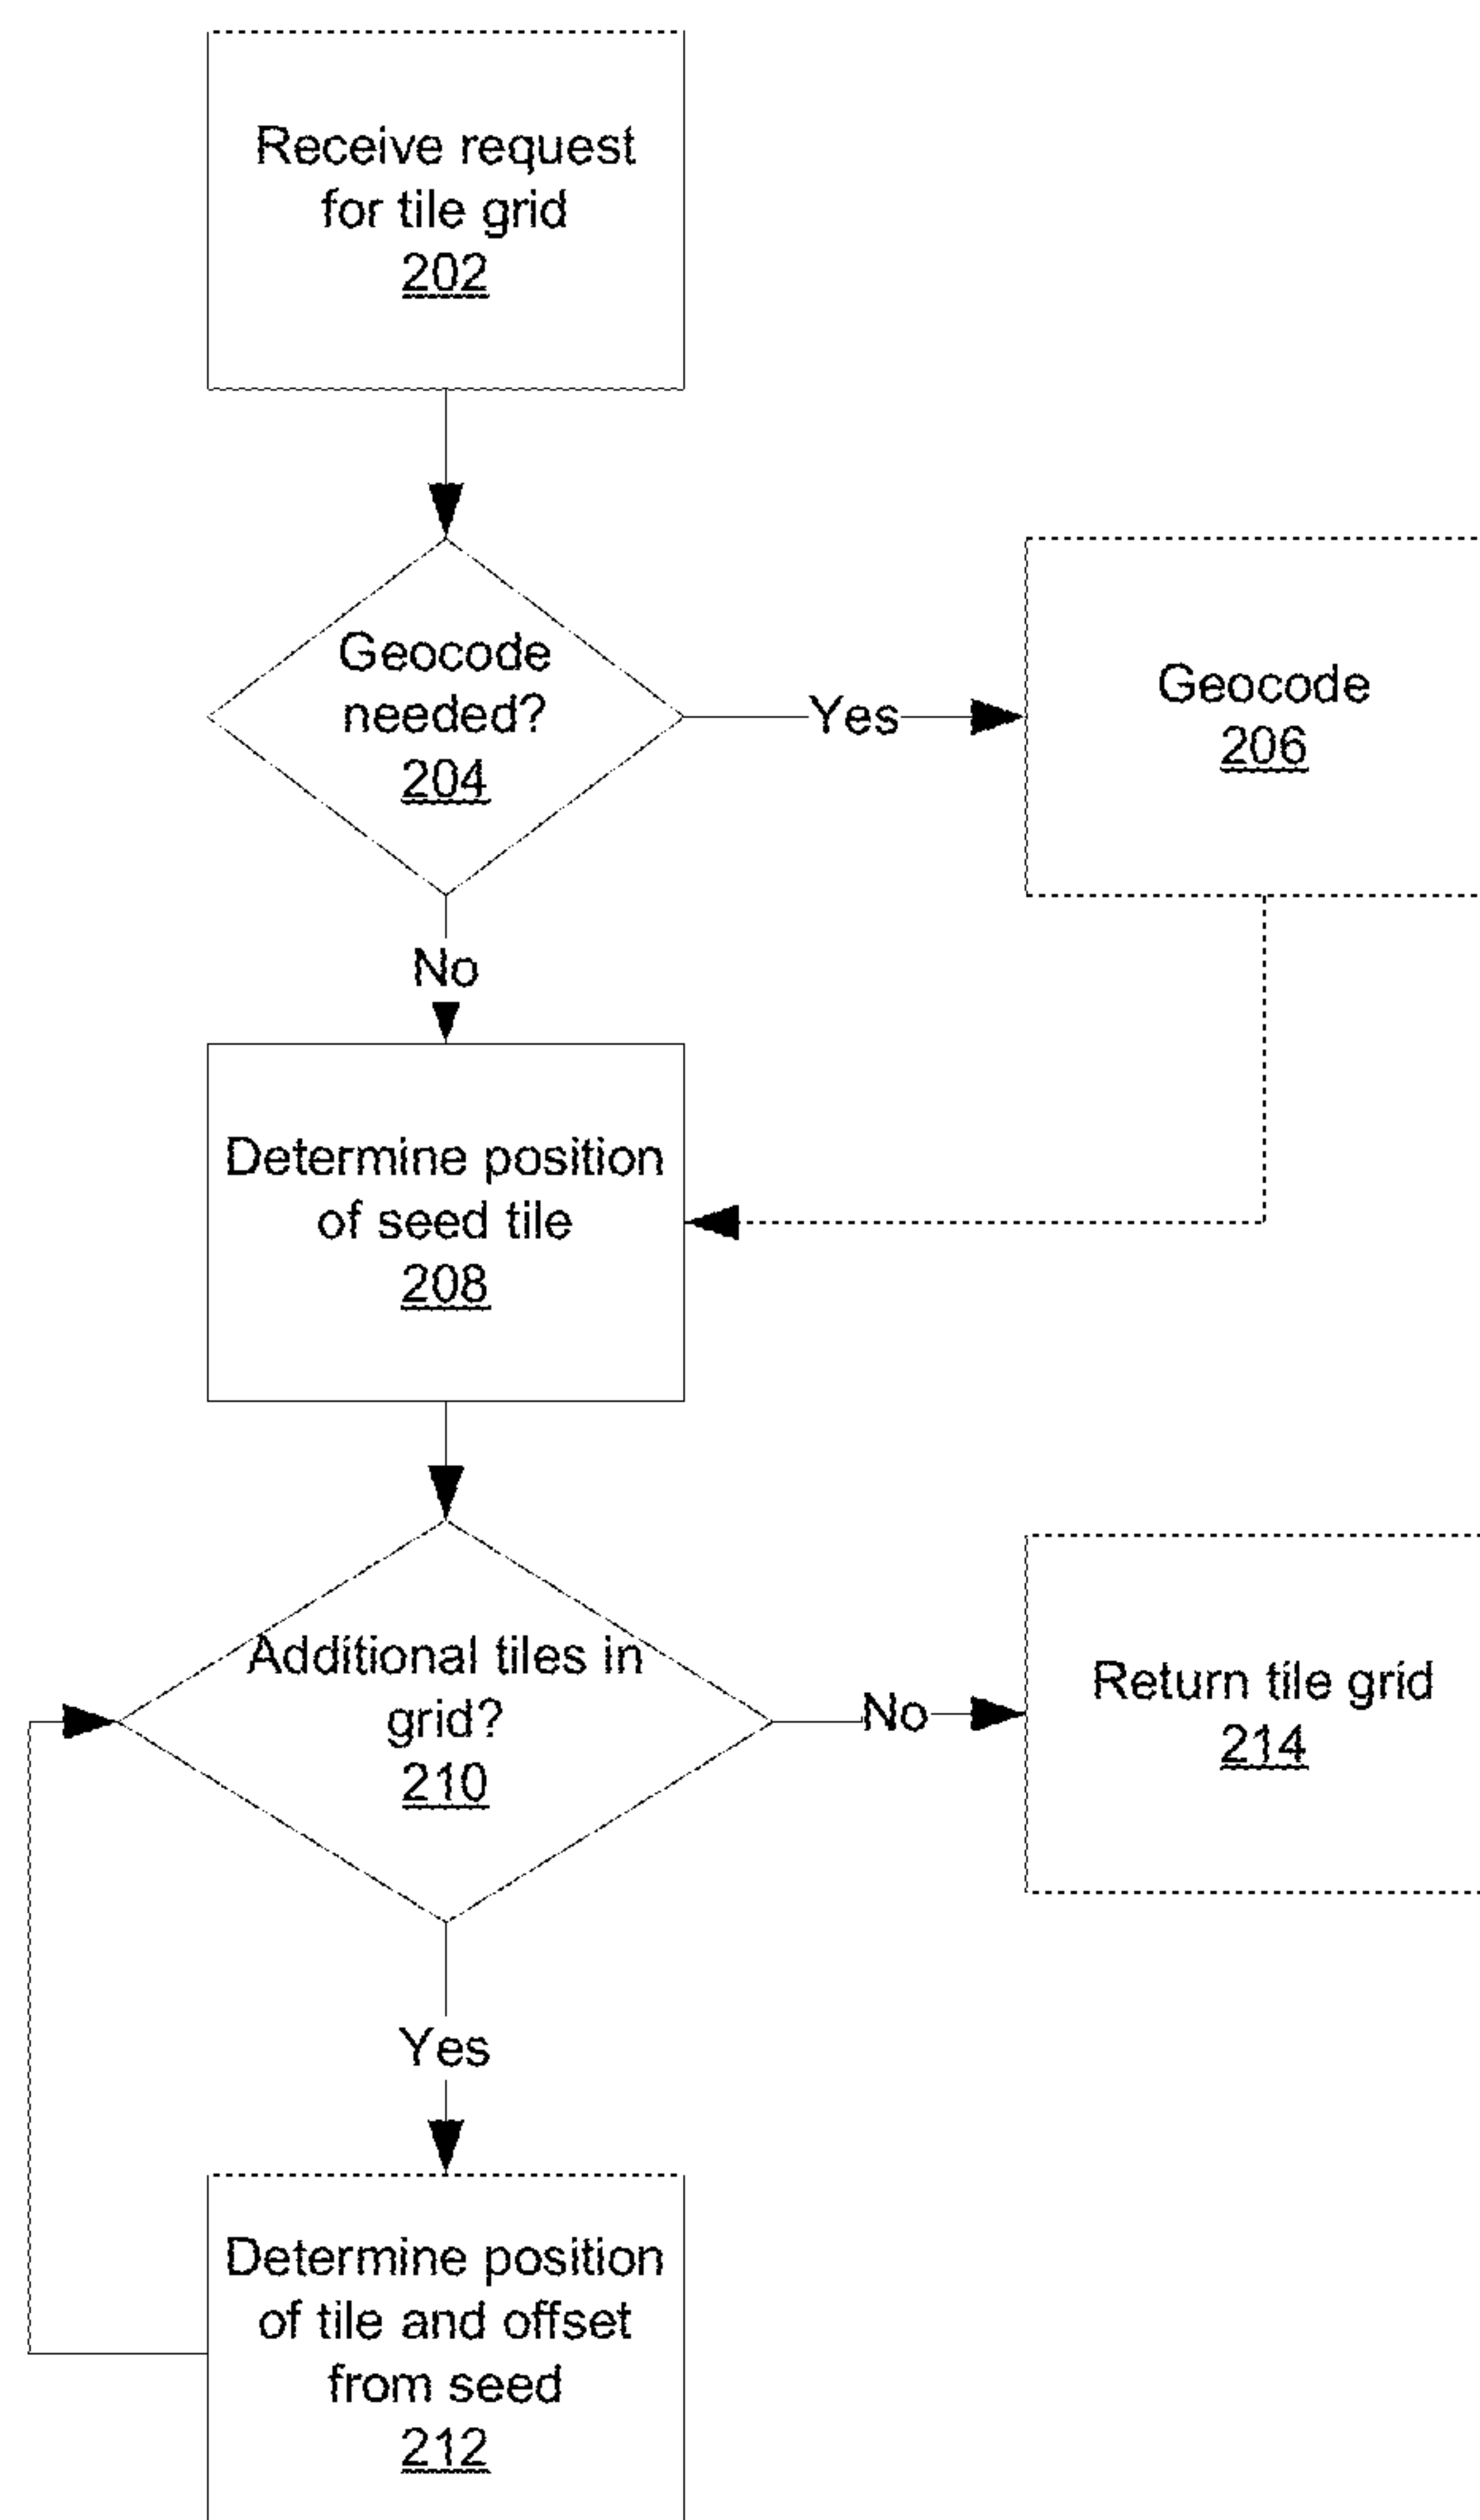 Receive request
for tile grid
202
Geocode
needed?
204
Yes
Geocode
206
No
Determine position
of seed tile
208
Additional tiles in
grid?
210
No
Return tile grid
214
Yes
Determine position
of tile and offset
from seed
212